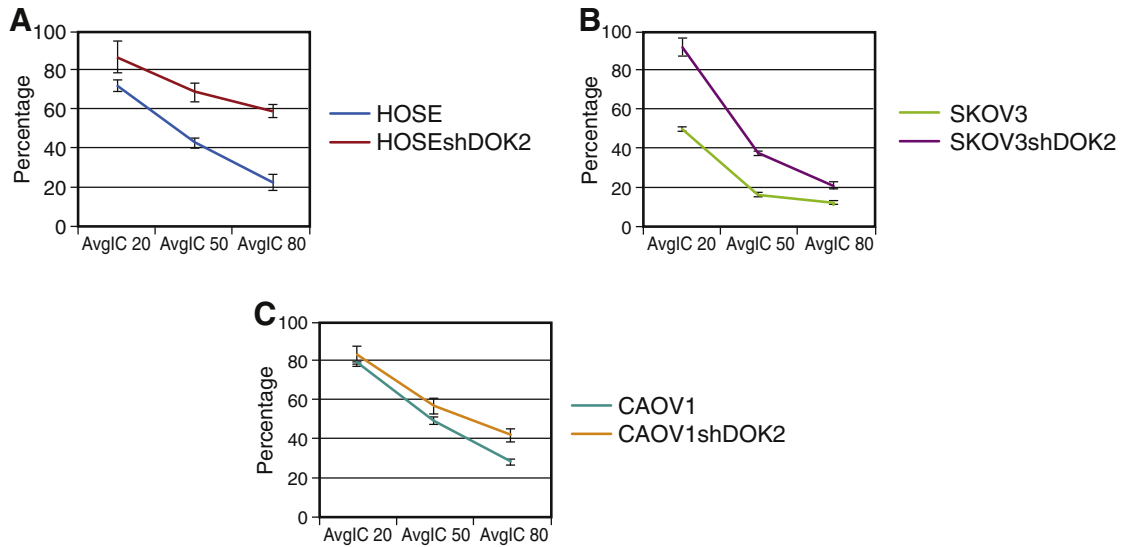 A
Percentage
100
80
60
40
20
0
AvgIC 20 AvgIC 50 AvgIC 80
HOSE
HOSEshDOK2
B
Percentage
100
80
60
40
20
0
AvgIC 20 AvgIC 50 AvgIC 80
SKOV3
SKOV3shDOK2
C
Percentage
100
80
60
40
20
0
AvgIC 20 AvgIC 50 AvgIC 80
CAOV1
CAOV1shDOK2